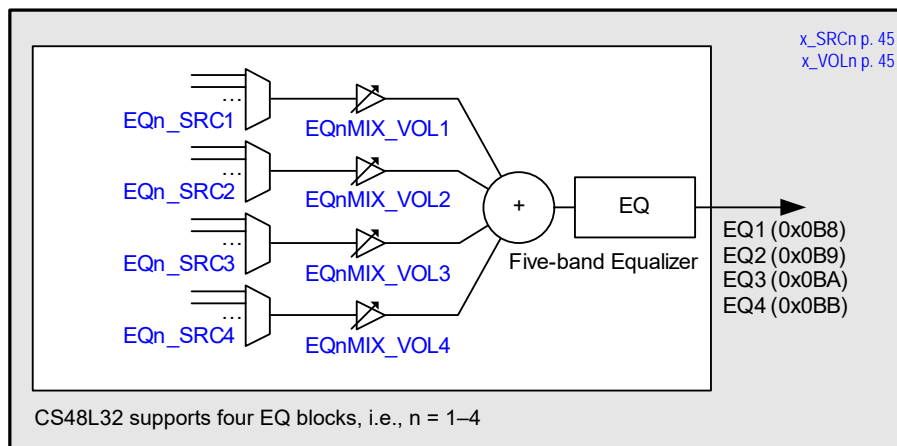 x_SRCn p. 45
x_VOLn p. 45
...
EQn_SRC1
EQnMIX_VOL1
...
EQn_SRC2
EQnMIX_VOL2
...
EQn_SRC3
EQnMIX_VOL3
...
EQn_SRC4
EQnMIX_VOL4
+
EQ
Five-band Equalizer
EQ1 (0x0B8)
EQ2 (0x0B9)
EQ3 (0x0BA)
EQ4 (0x0BB)
CS48L32 supports four EQ blocks, i.e., n = 1–4